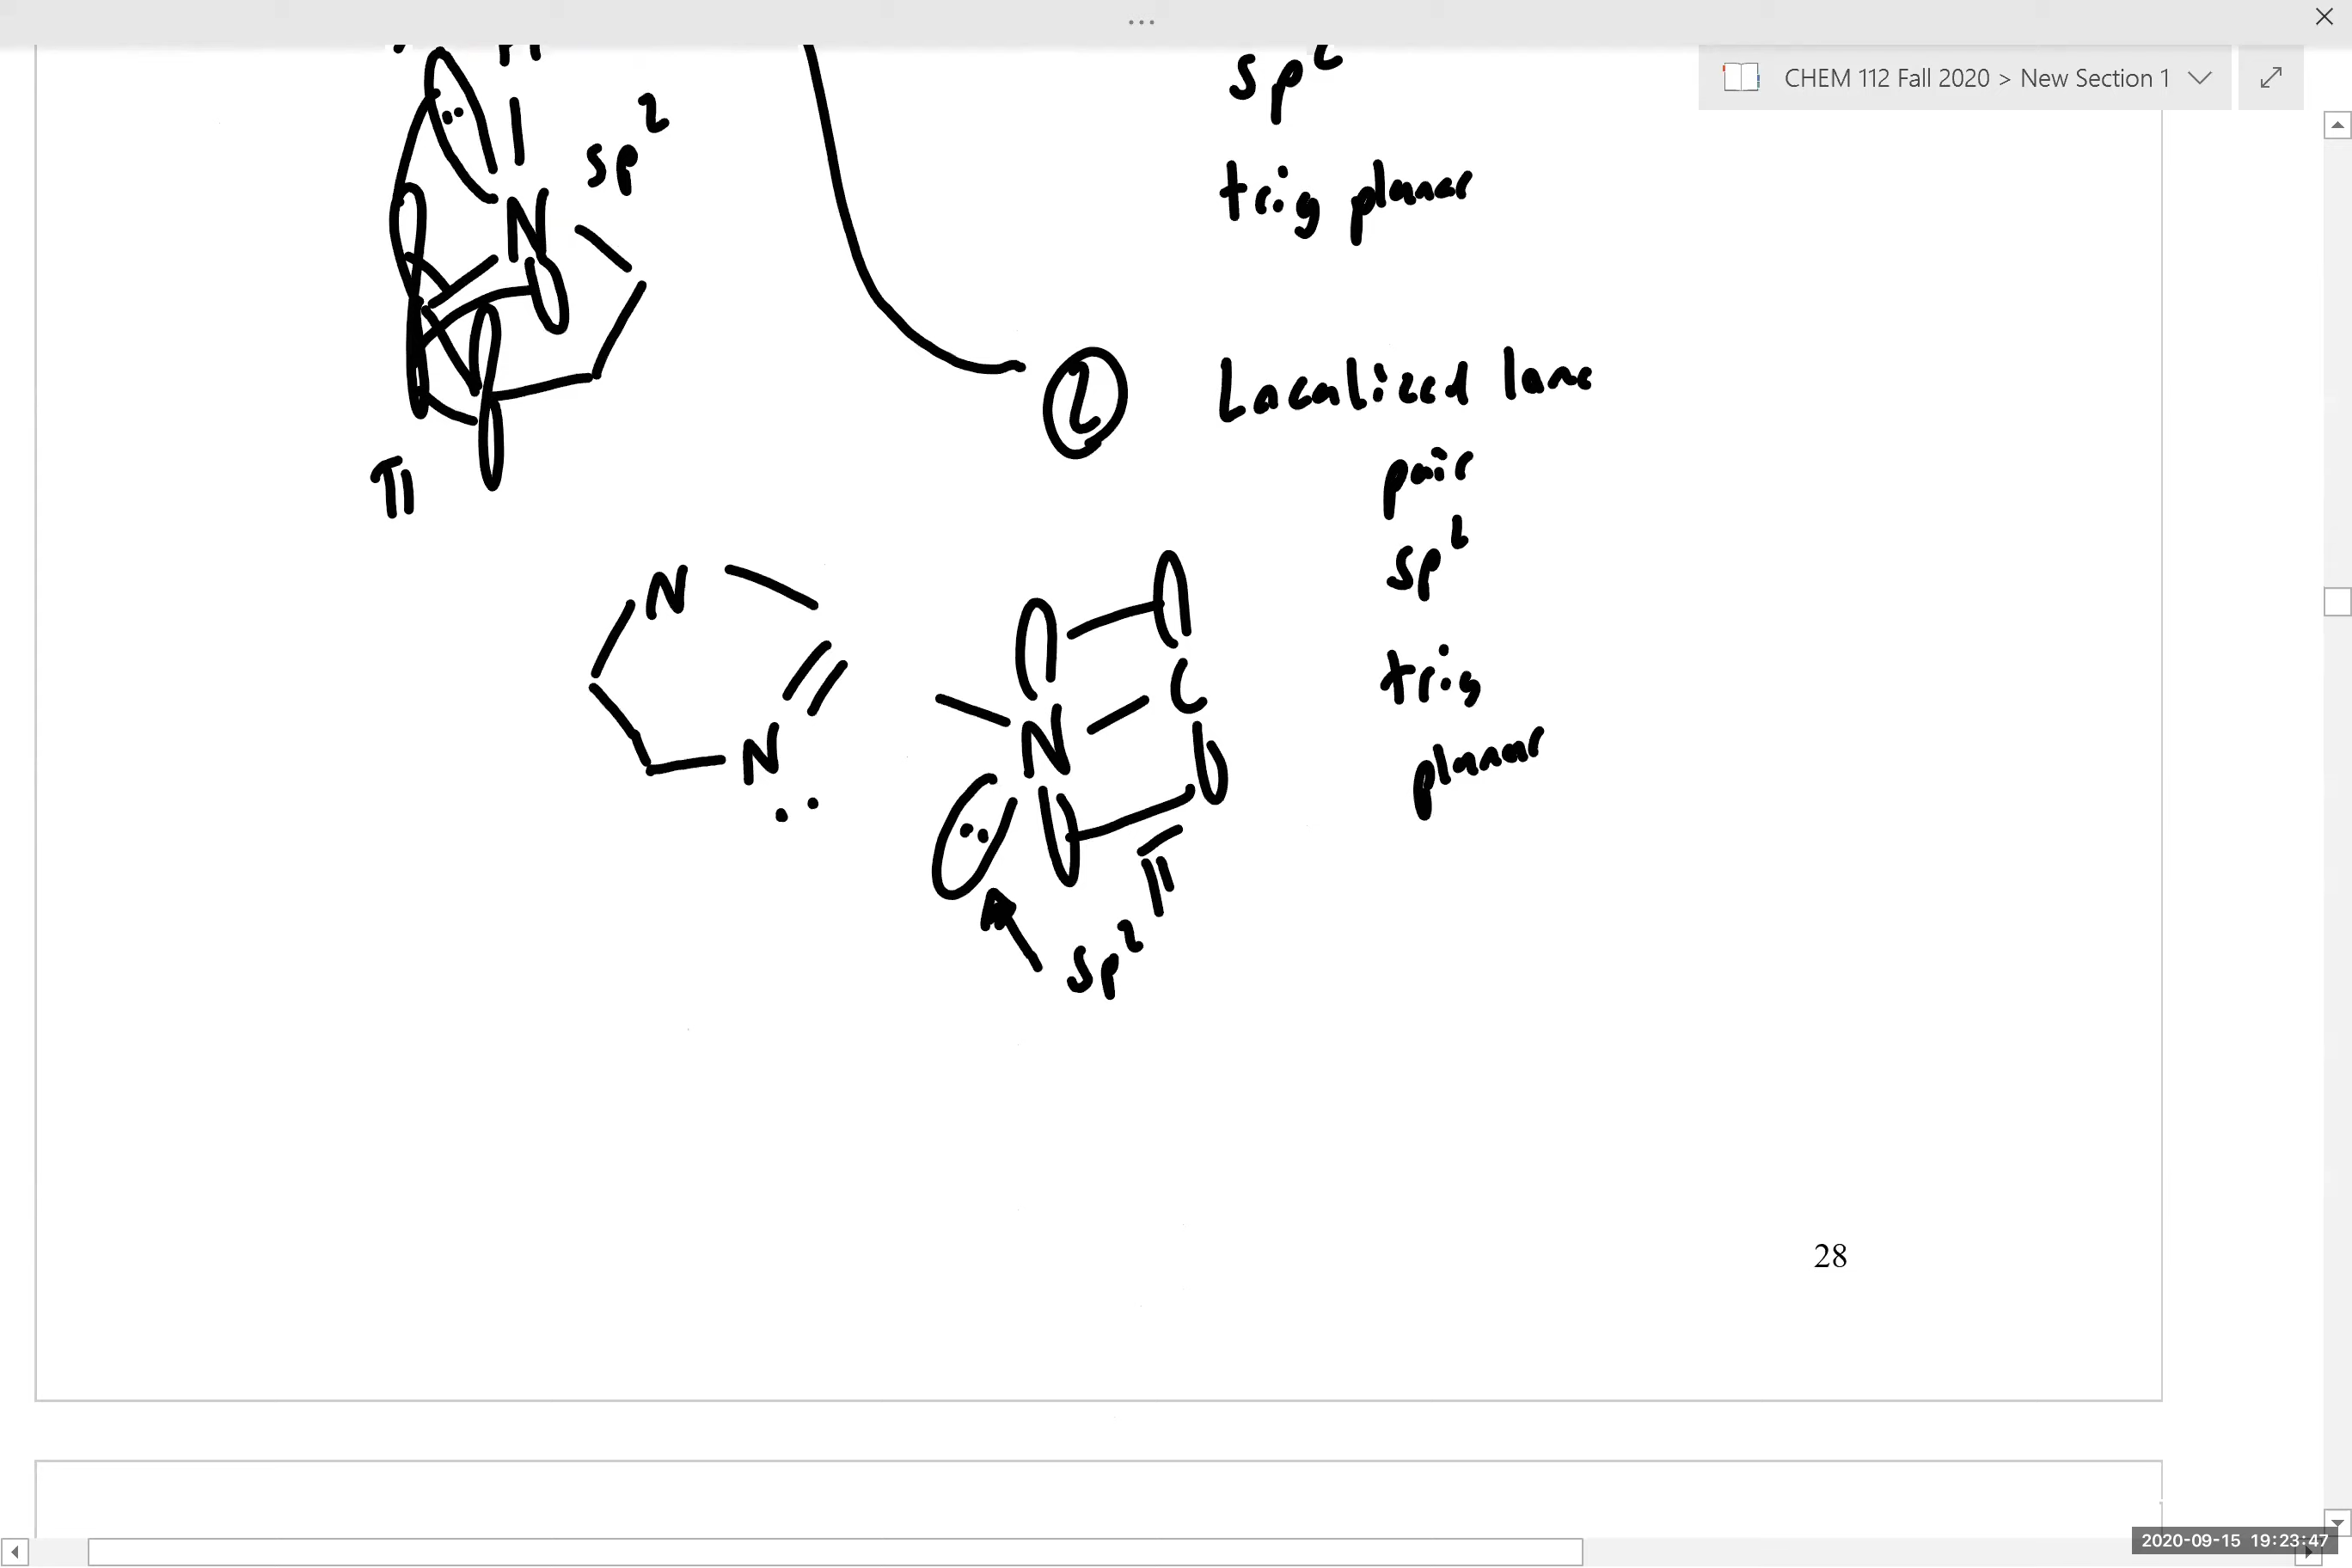 CHEM 112 Fall 2020 > New Section 1
H
sp²
trig planar
sp²
N
② Localized lone
pair
sp²
trig
planar
π
N
N
N
C
π
sp²
28
2020-09-15 19:23:47